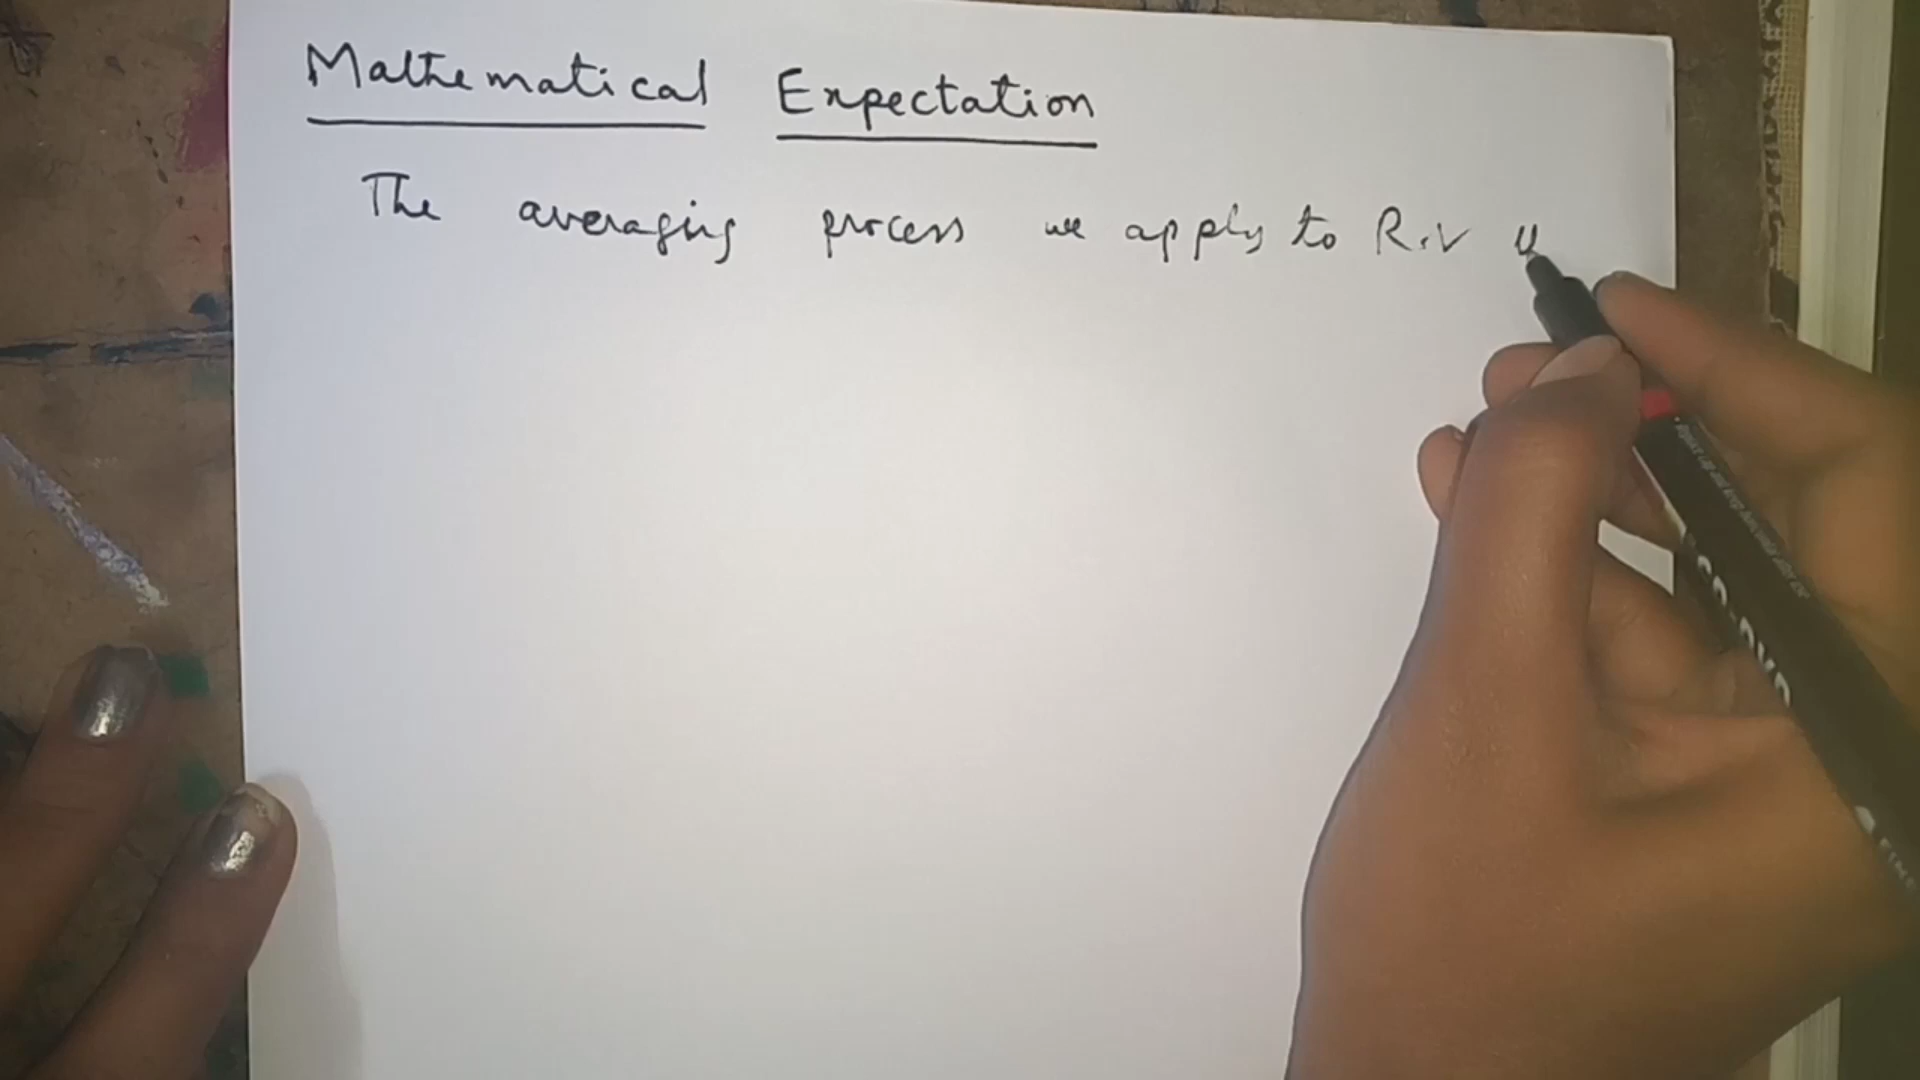 Mathematical Expectation
The averaging process we apply to R.V